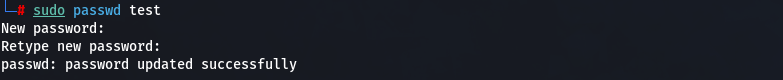 └─# sudo passwd test
New password:
Retype new password:
passwd: password updated successfully